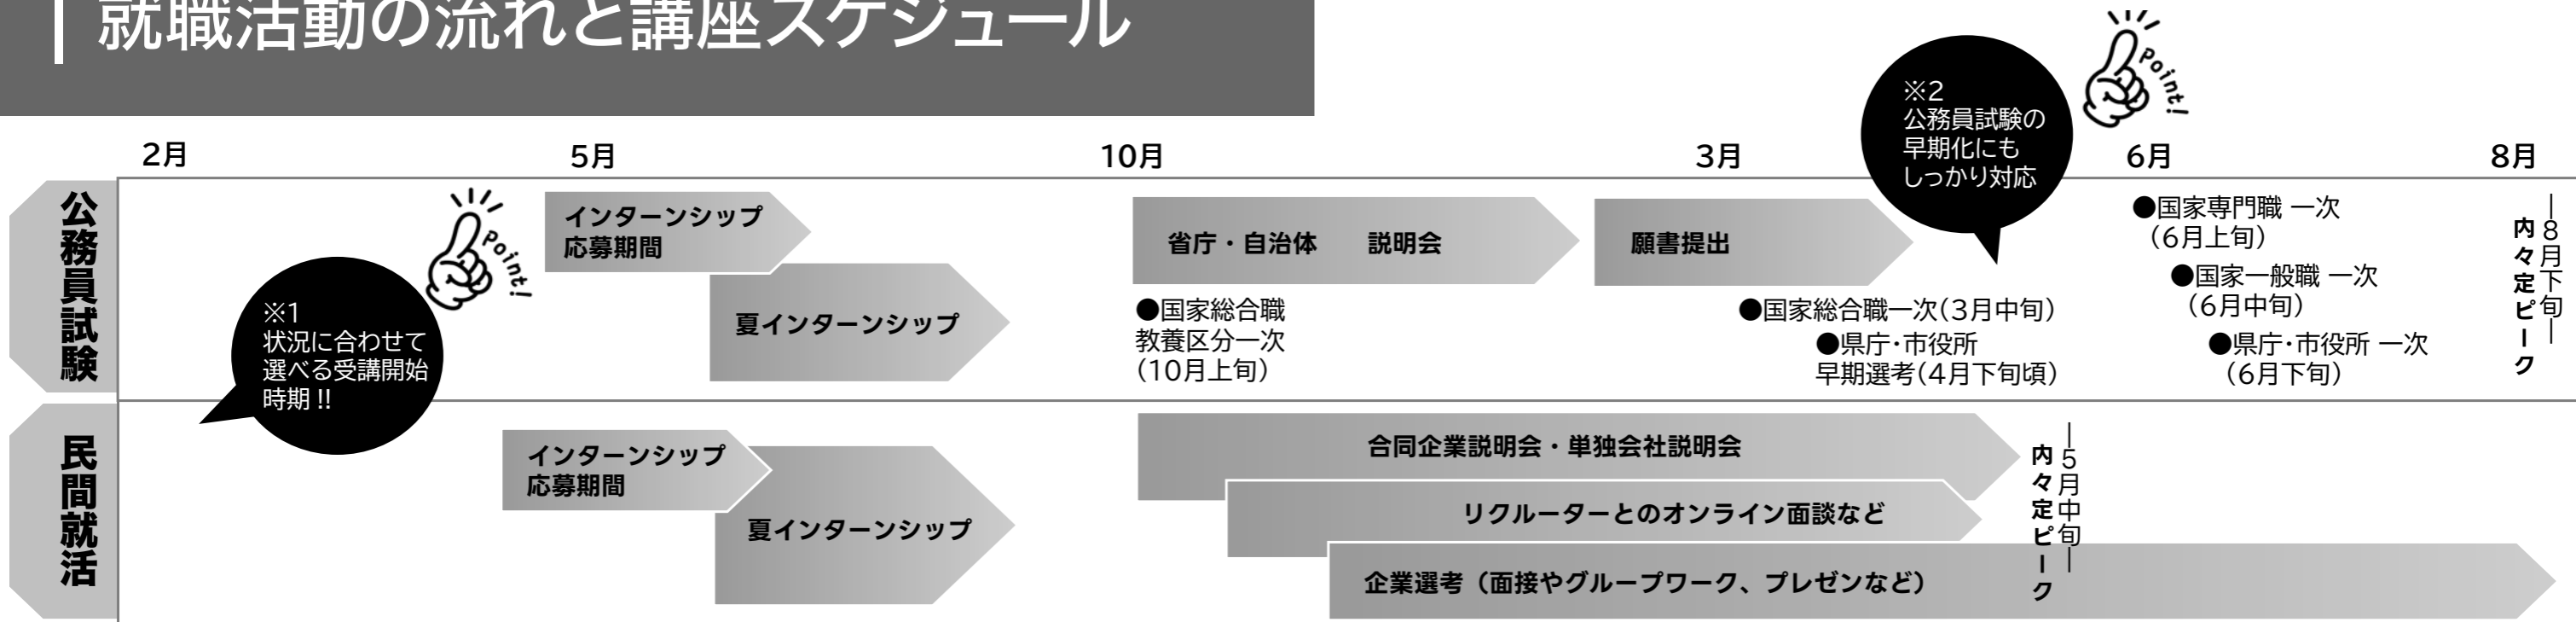 就職活動の流れと講座スケジュール
2月
5月
10月
3月
6月
8月
※2
公務員試験の
早期化にも
しっかり対応
Point!
公務員試験
※1
状況に合わせて
選べる受講開始
時期!!
Point!
インターンシップ
応募期間
夏インターンシップ
省庁・自治体　説明会
●国家総合職
教養区分一次
(10月上旬)
願書提出
●国家総合職一次(3月中旬)
●県庁・市役所
早期選考(4月下旬頃)
●国家専門職 一次
(6月上旬)
●国家一般職 一次
(6月中旬)
●県庁・市役所 一次
(6月下旬)
―8月下旬―
内々定ピーク
民間就活
インターンシップ
応募期間
夏インターンシップ
合同企業説明会・単独会社説明会
リクルーターとのオンライン面談など
企業選考（面接やグループワーク、プレゼンなど）
―5月中旬―
内々定ピーク